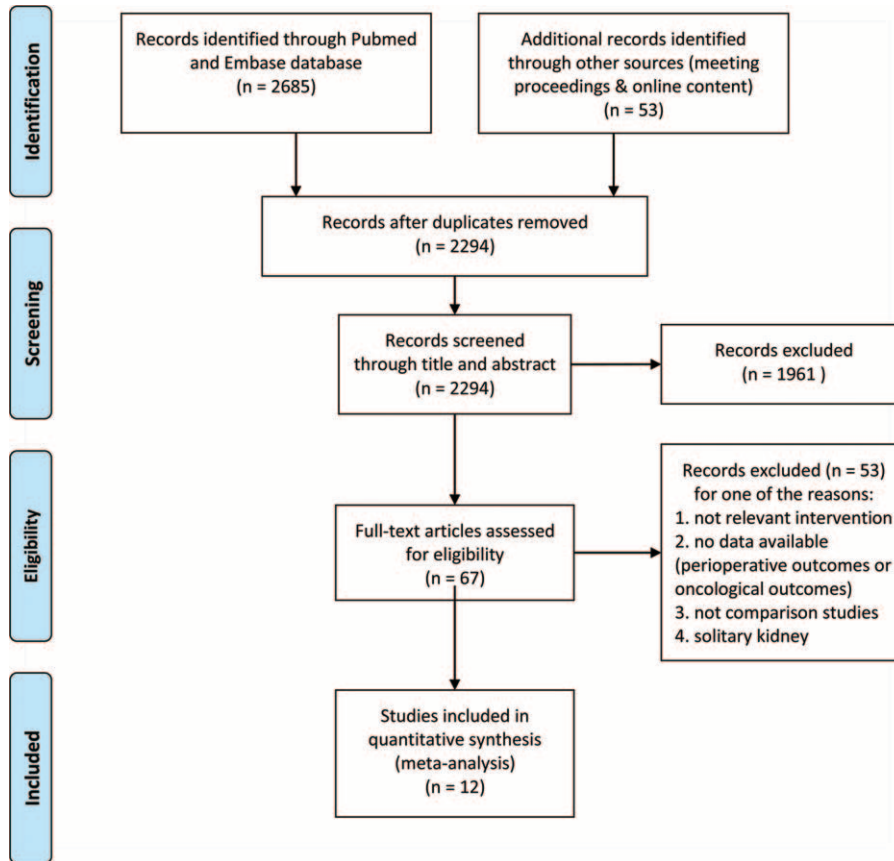 Identification
Records identified through Pubmed
and Embase database
(n = 2685)
Additional records identified
through other sources (meeting
proceedings & online content)
(n = 53)
Records after duplicates removed
(n = 2294)
Screening
Records screened
through title and abstract
(n = 2294)
Records excluded
(n = 1961 )
Eligibility
Full-text articles assessed
for eligibility
(n = 67)
Records excluded (n = 53)
for one of the reasons:
1. not relevant intervention
2. no data available
(perioperative outcomes or
oncological outcomes)
3. not comparison studies
4. solitary kidney
Included
Studies included in
quantitative synthesis
(meta-analysis)
(n = 12)